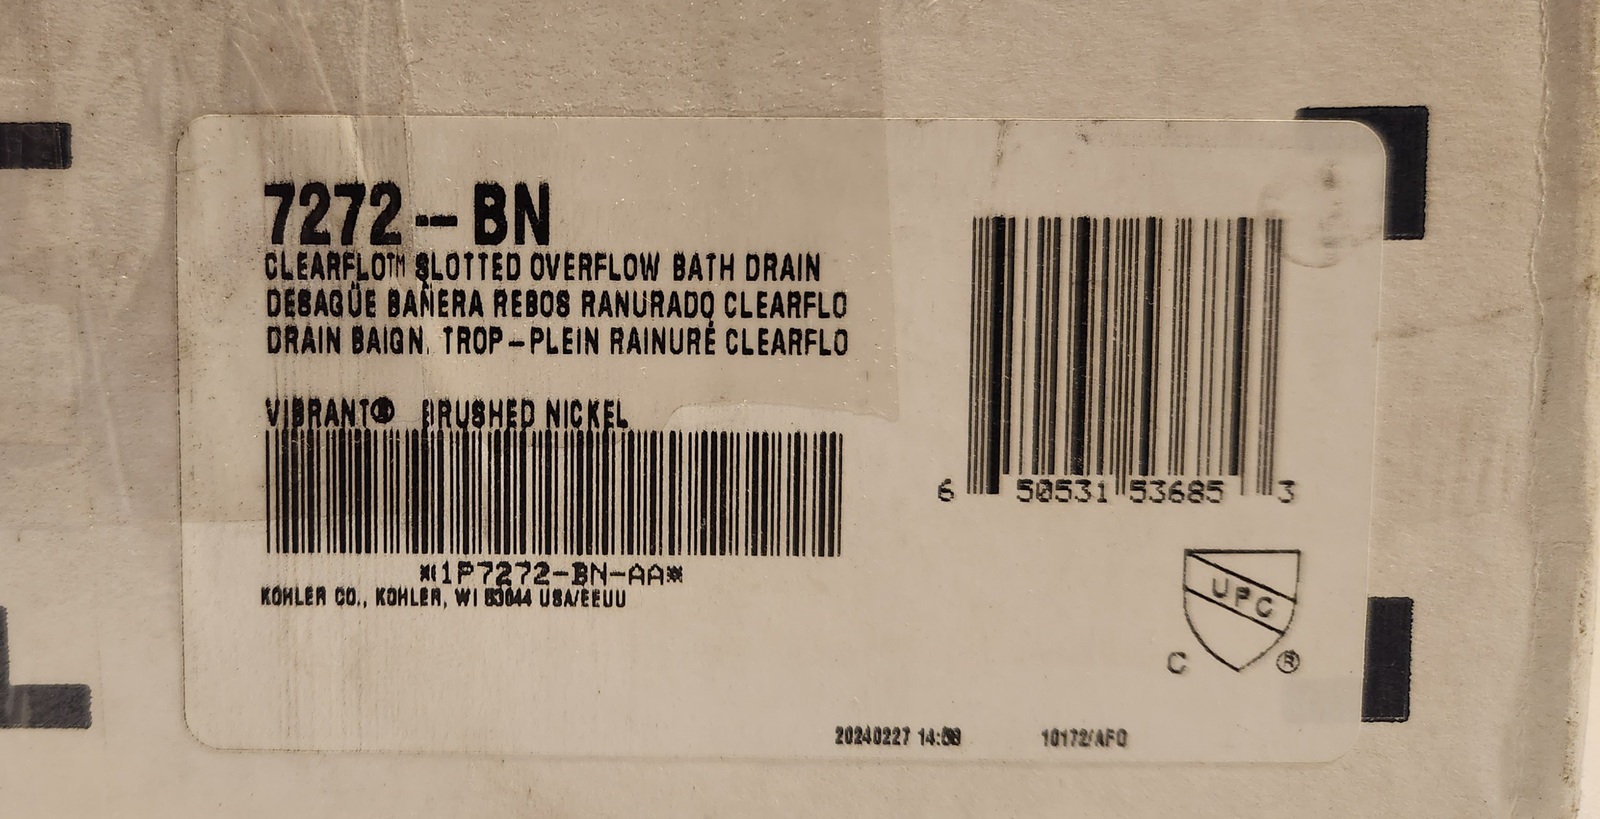 7272-BN
CLEARFLO™ SLOTTED OVERFLOW BATH DRAIN
DESAGÜE BAÑERA REBOS RANURADO CLEARFLO
DRAIN BAIGN. TROP-PLEIN RAINURÉ CLEARFLO
VIBRANT® BRUSHED NICKEL
*1P7272-BN-AA*
KOHLER CO., KOHLER, WI 53044 USA/EEUU
6 50531 53685 3
UPC
C ®
20240227 10172/AFO